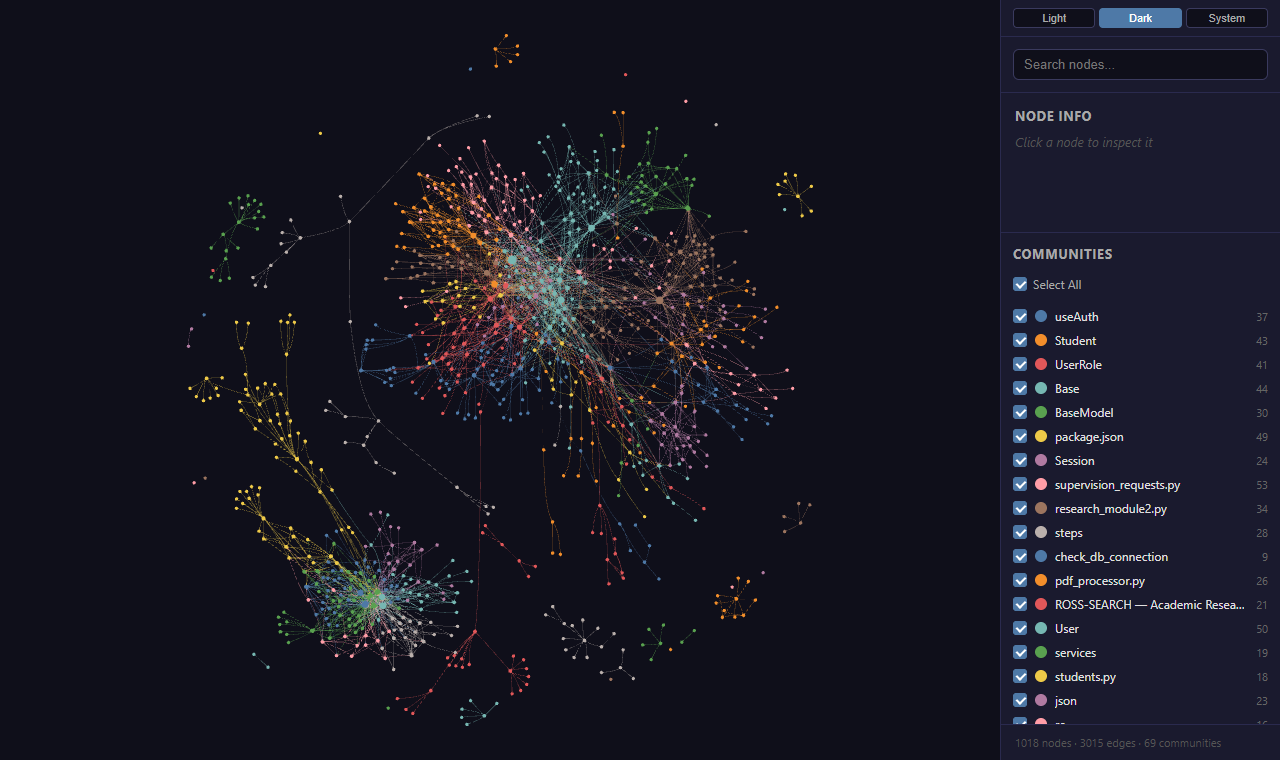 Light Dark System
Search nodes...
NODE INFO
Click a node to inspect it
COMMUNITIES
Select All
useAuth 37
Student 43
UserRole 41
Base 44
BaseModel 30
package.json 49
Session 24
supervision_requests.py 53
research_module2.py 34
steps 28
check_db_connection 9
pdf_processor.py 26
ROSS-SEARCH — Academic Resea... 21
User 50
services 19
students.py 18
json 23
1018 nodes · 3015 edges · 69 communities